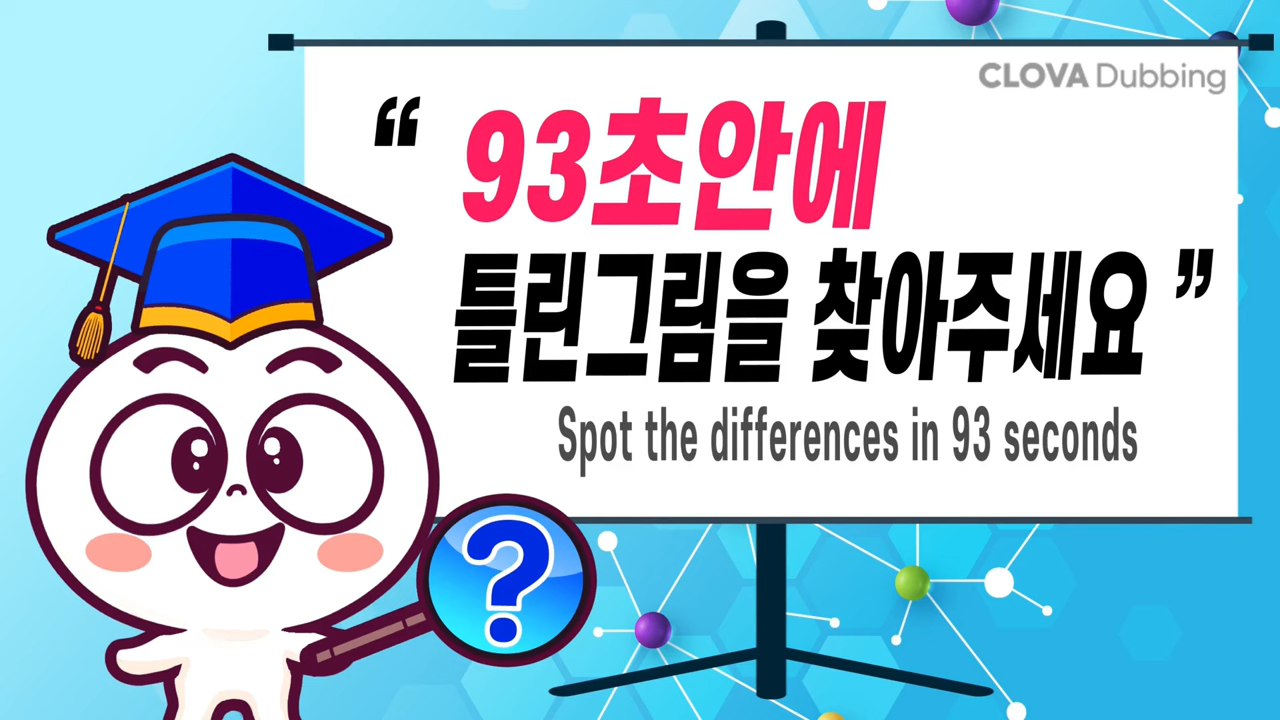 CLOVA Dubbing
“ 93초안에
틀린그림을 찾아주세요 ”
Spot the differences in 93 seconds
?